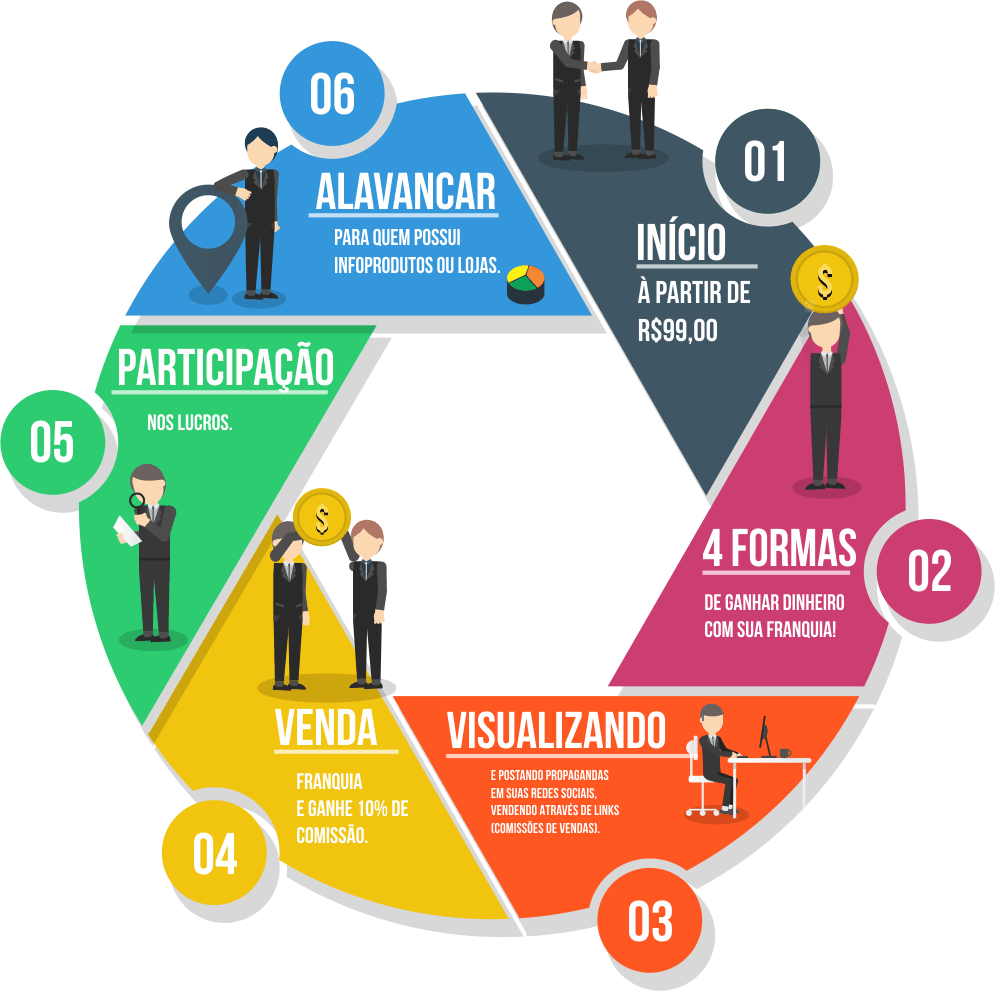 01
INÍCIO
À PARTIR DE
R$99,00
02
4 FORMAS
DE GANHAR DINHEIRO
COM SUA FRANQUIA!
03
VISUALIZANDO
E POSTANDO PROPAGANDAS
EM SUAS REDES SOCIAIS,
VENDENDO ATRAVÉS DE LINKS
(COMISSÕES DE VENDAS).
04
VENDA
FRANQUIA
E GANHE 10% DE
COMISSÃO.
05
PARTICIPAÇÃO
NOS LUCROS.
06
ALAVANCAR
PARA QUEM POSSUI
INFOPRODUTOS OU LOJAS.
$
$